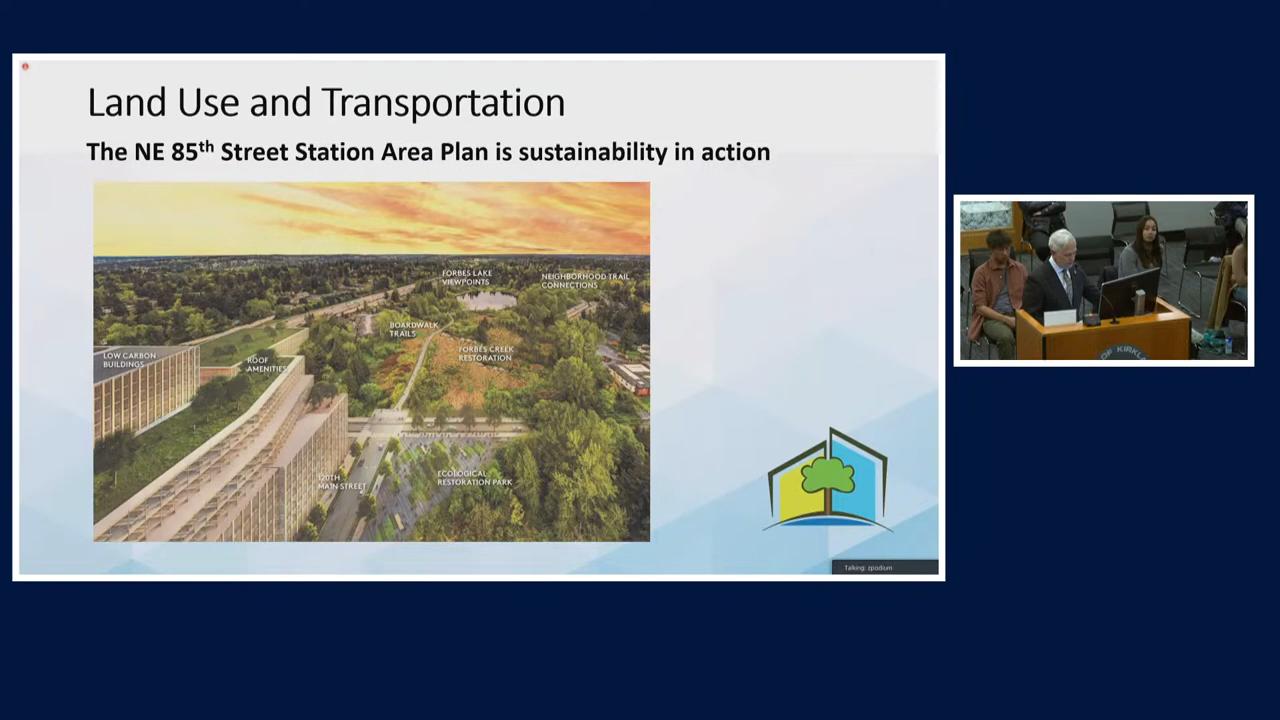 Land Use and Transportation
The NE 85th Street Station Area Plan is sustainability in action
FORBES LAKE
VIEWPOINTS
NEIGHBORHOOD TRAIL
CONNECTIONS
BOARDWALK
TRAILS
FORBES CREEK
RESTORATION
LOW CARBON
BUILDINGS
ROOF
AMENITIES
120TH
MAIN STREET
ECOLOGICAL
RESTORATION PARK
Talking: zpodium
OF KIRKL